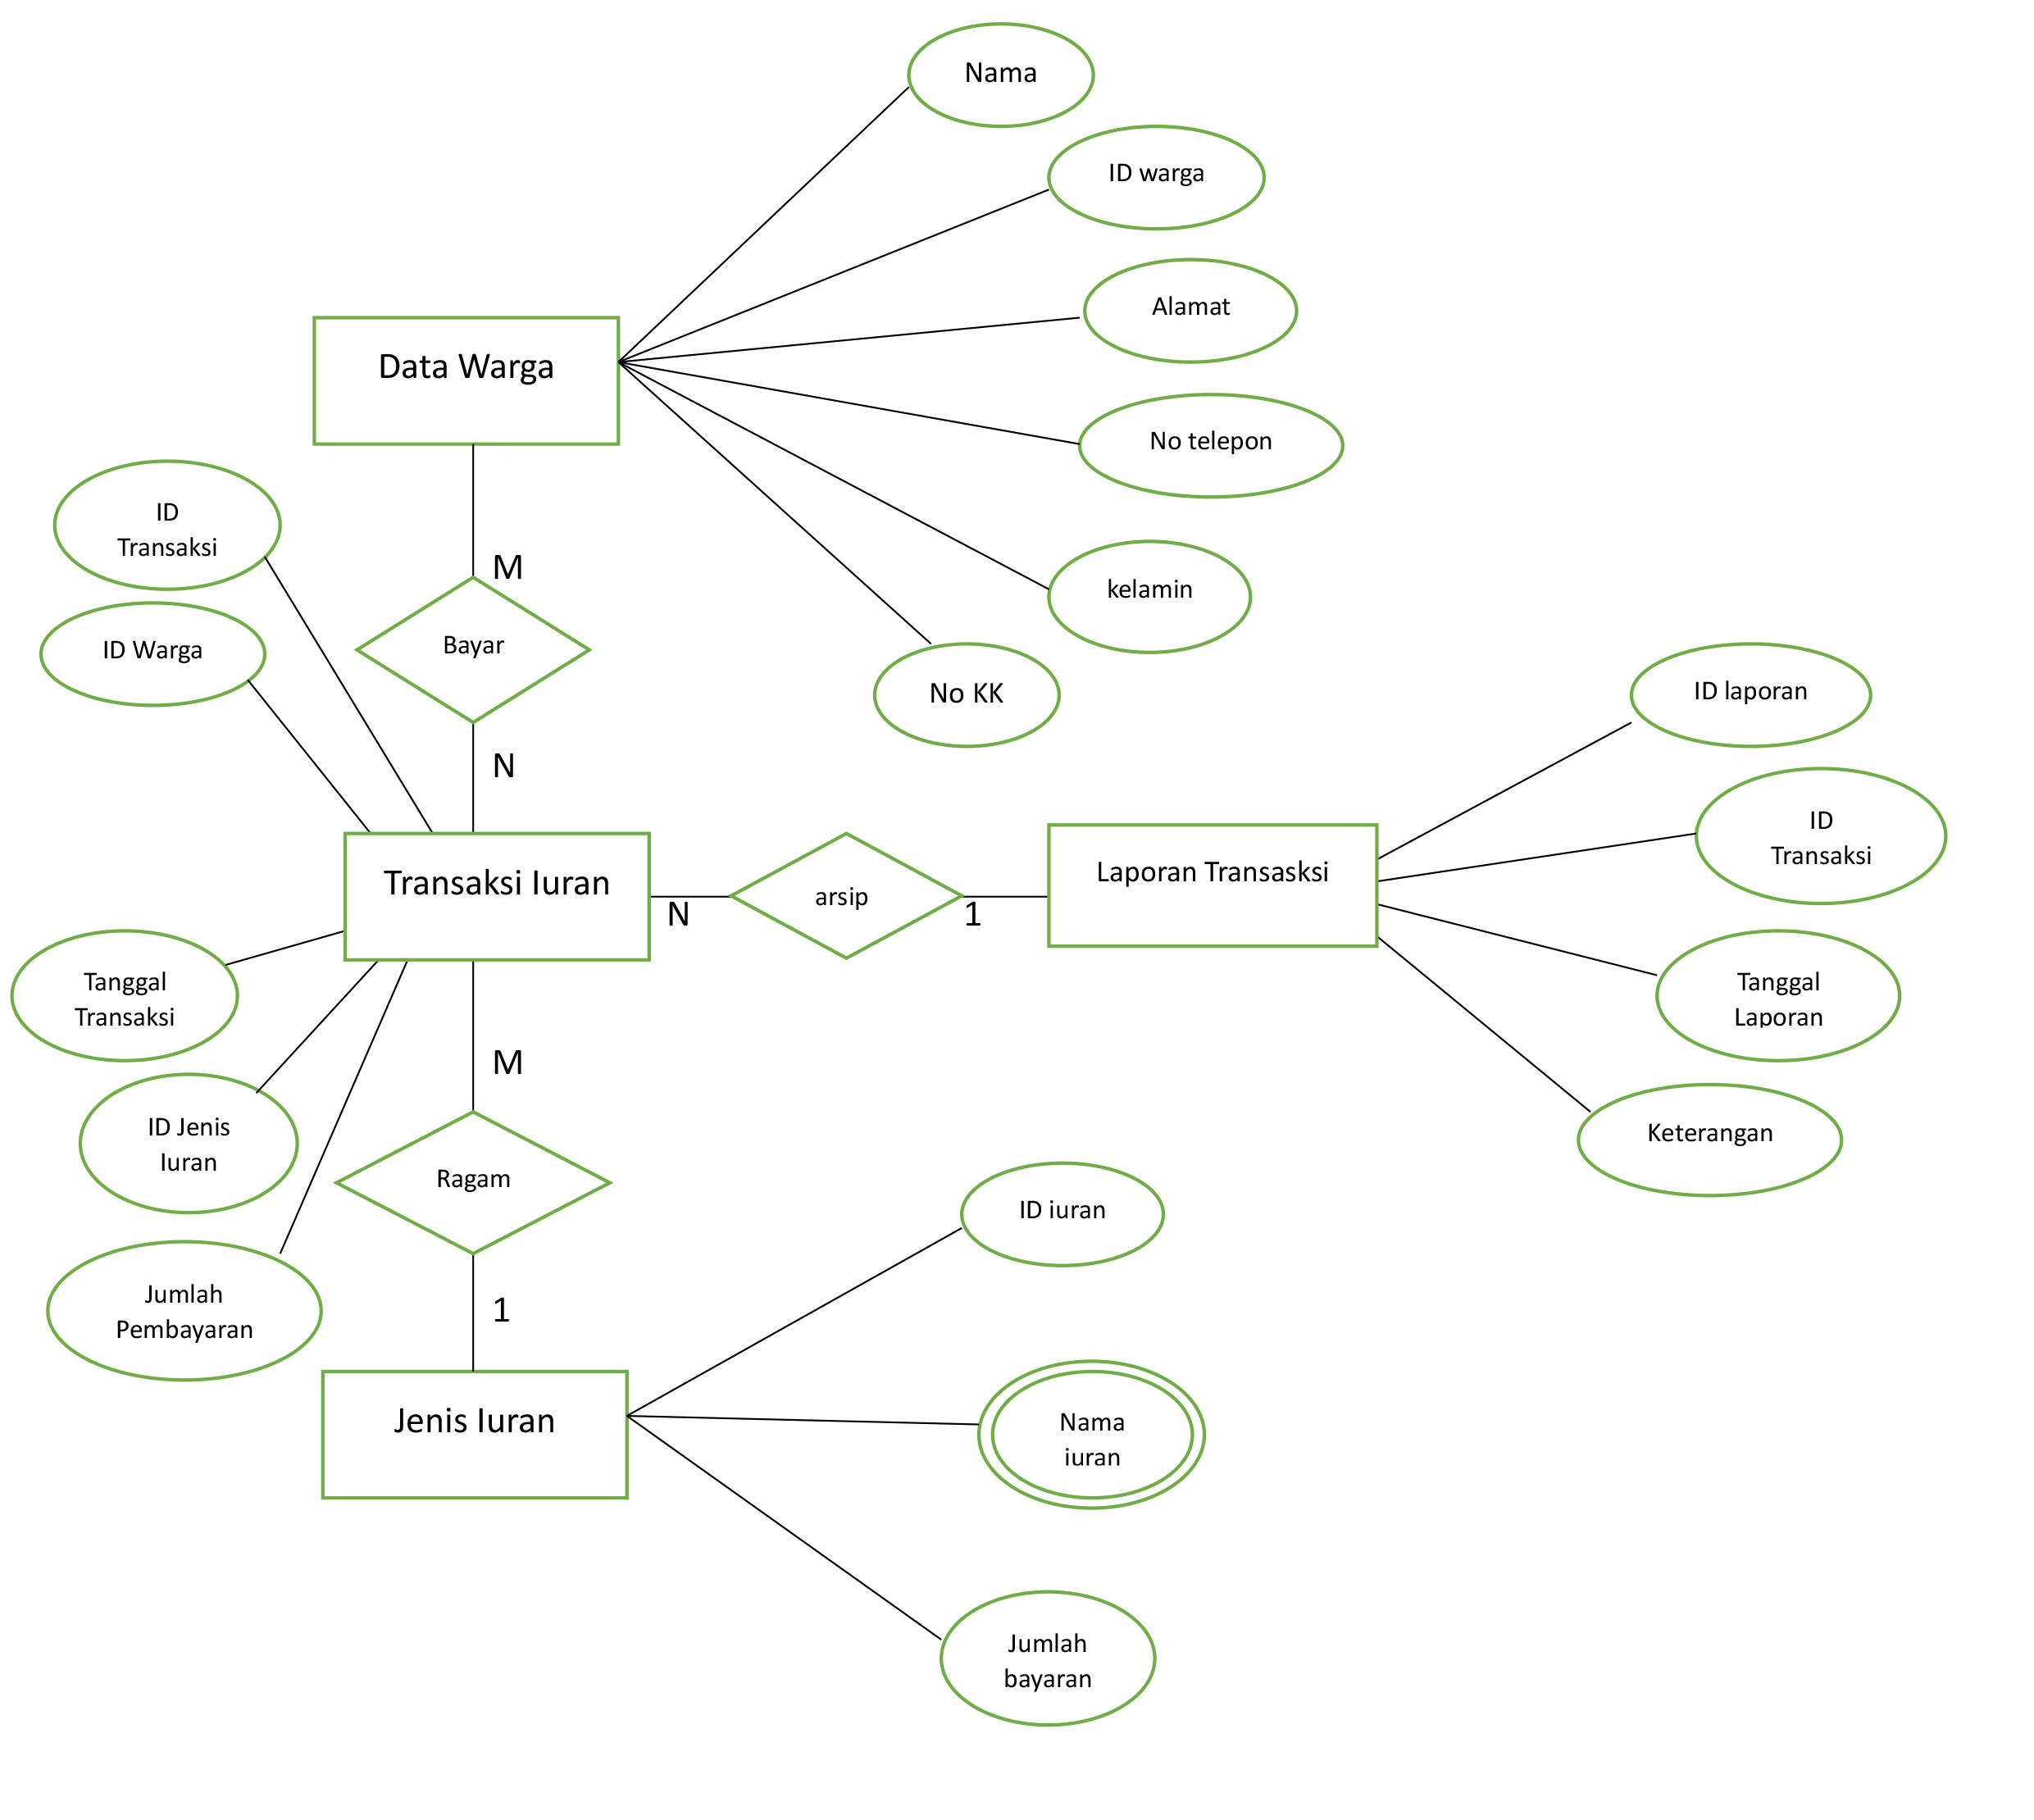 Nama
ID warga
Alamat
Data Warga
No telepon
ID
Transaksi
M
kelamin
Bayar
ID Warga
No KK
ID laporan
N
ID
Transaksi
Transaksi Iuran
Laporan Transasksi
arsip
N
1
Tanggal
Transaksi
Tanggal
Laporan
M
ID Jenis
Iuran
Keterangan
Ragam
ID iuran
Jumlah
Pembayaran
1
Jenis Iuran
Nama
iuran
Jumlah
bayaran